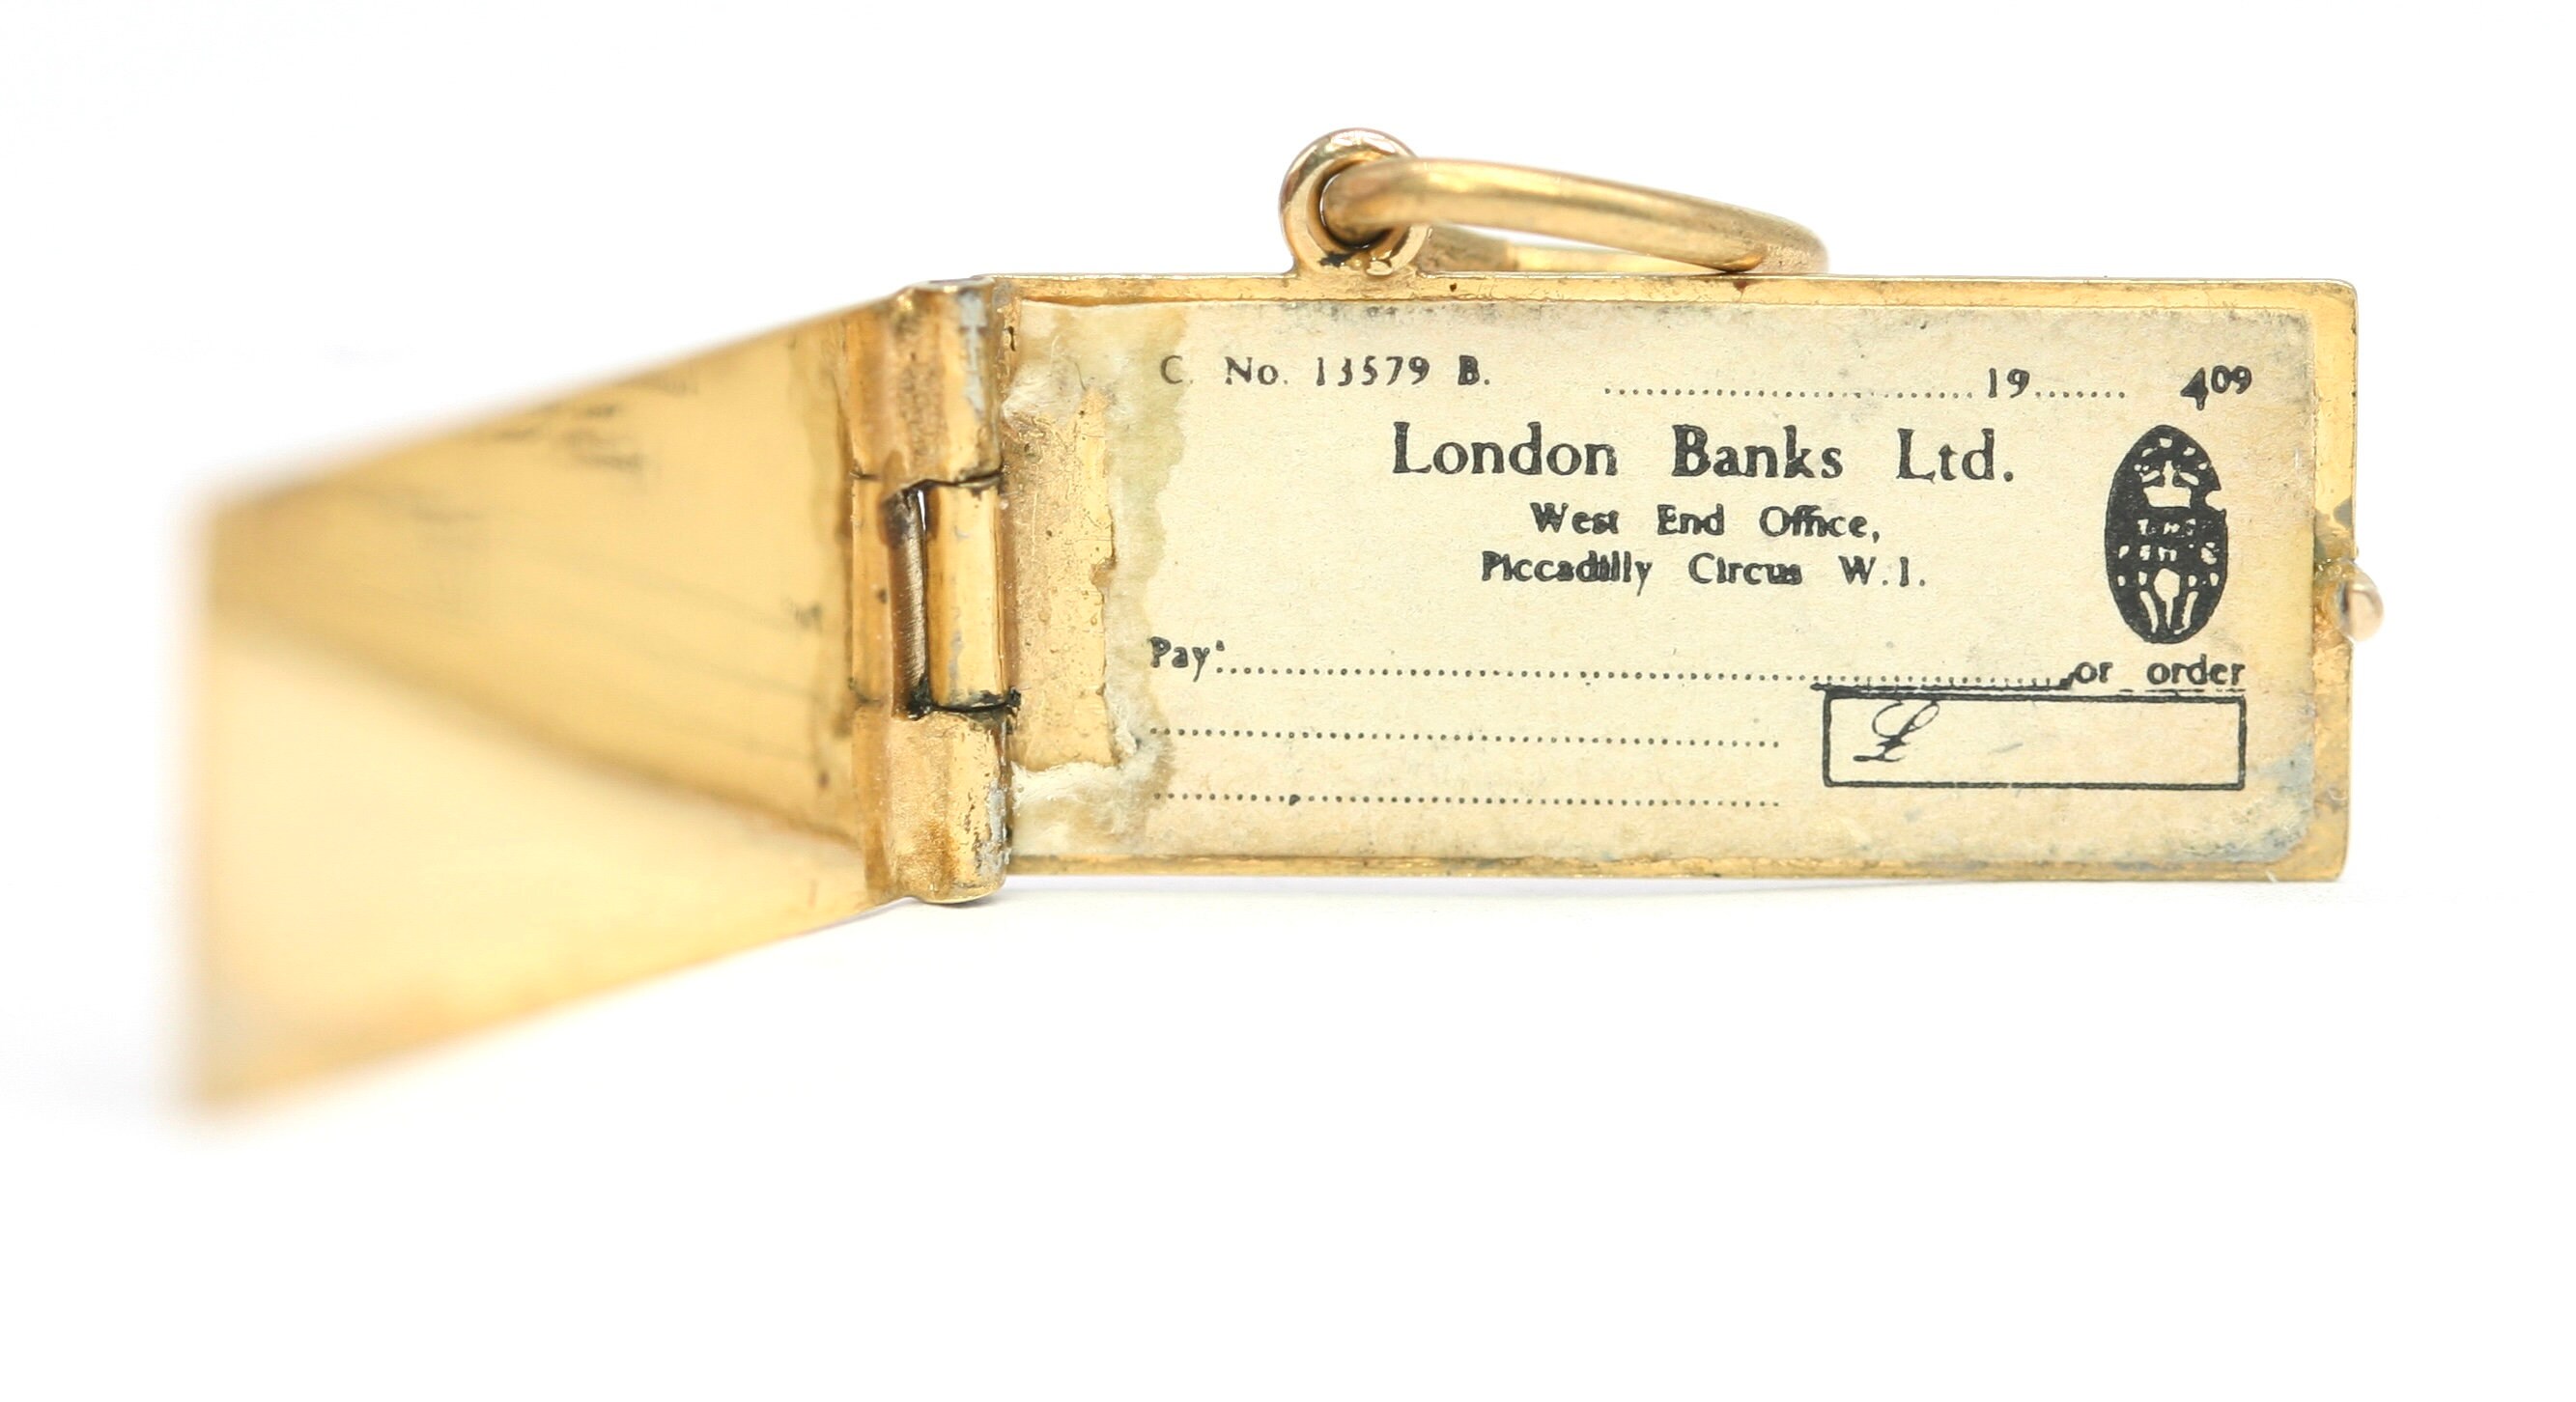 C. No. 13579 B. ........................ 19....... 409
London Banks Ltd.
West End Office,
Piccadilly Circus W.1.
Pay ........................ or order
£